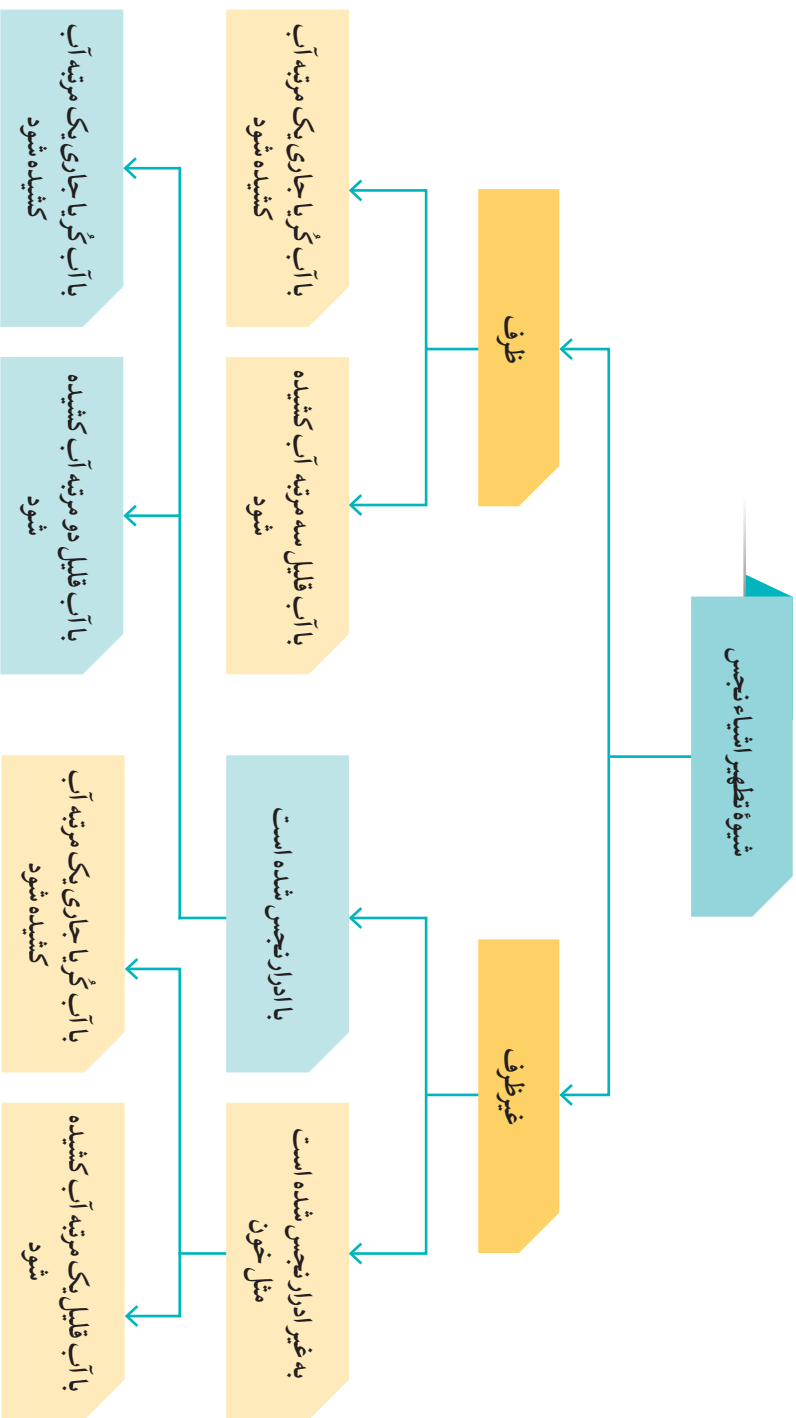 شیوهٔ تطهیر اشیاء نجس
ظرف
با آب کُر یا جاری یک مرتبه آب
کشیده شود
با آب قلیل سه مرتبه آب کشیده
شود
غیرظرف
با ادرار نجس شده است
با آب کُر یا جاری یک مرتبه آب
کشیده شود
با آب قلیل دو مرتبه آب کشیده
شود
به غیر ادرار نجس شده است
مثل خون
با آب کُر یا جاری یک مرتبه آب
کشیده شود
با آب قلیل یک مرتبه آب کشیده
شود